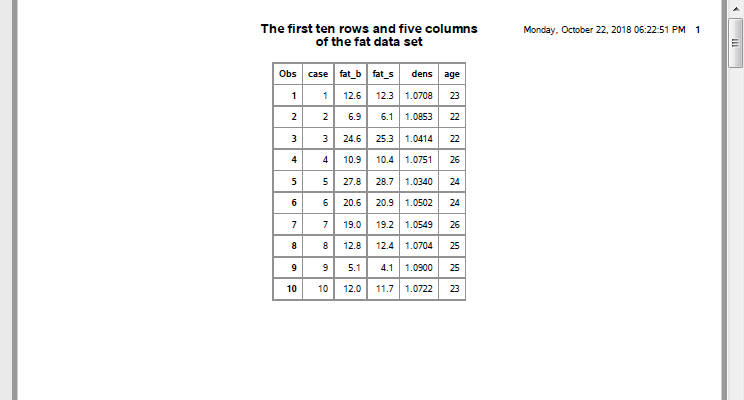 The first ten rows and five columns
of the fat data set
Monday, October 22, 2018 06:22:51 PM 1
Obs case fat_b fat_s dens age
1 1 12.6 12.3 1.0708 23
2 2 6.9 6.1 1.0853 22
3 3 24.6 25.3 1.0414 22
4 4 10.9 10.4 1.0751 26
5 5 27.8 28.7 1.0340 24
6 6 20.6 20.9 1.0502 24
7 7 19.0 19.2 1.0549 26
8 8 12.8 12.4 1.0704 25
9 9 5.1 4.1 1.0900 25
10 10 12.0 11.7 1.0722 23